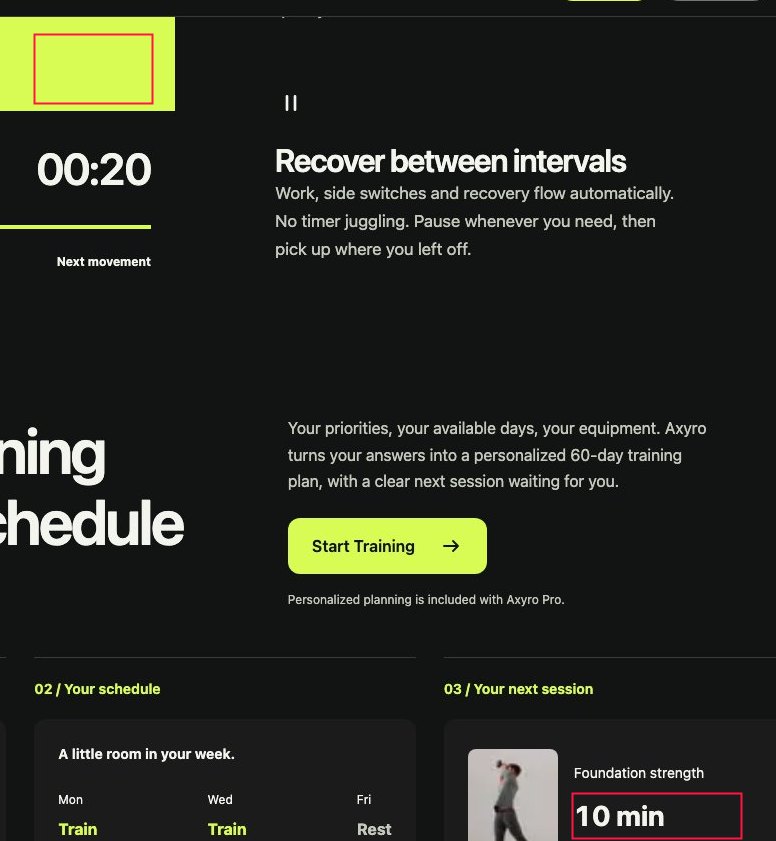 00:20
Next movement
Recover between intervals
Work, side switches and recovery flow automatically.
No timer juggling. Pause whenever you need, then
pick up where you left off.
ning
chedule
Your priorities, your available days, your equipment. Axyro
turns your answers into a personalized 60-day training
plan, with a clear next session waiting for you.
Start Training
Personalized planning is included with Axyro Pro.
02 / Your schedule
A little room in your week.
Mon Wed Fri
Train Train Rest
03 / Your next session
Foundation strength
10 min